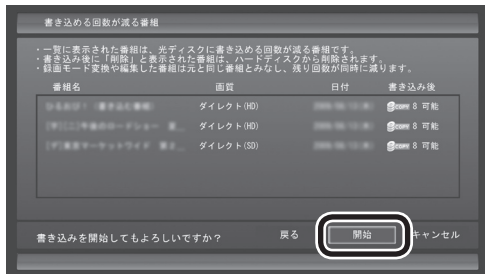 書き込める回数が減る番組
・一覧に表示された番組は、光ディスクに書き込める回数が減る番組です。
・書き込み後に「削除」と表示された番組は、ハードディスクから削除されます。
・録画モード変換や編集した番組は元と同じ番組とみなし、残り回数が同時に減ります。
番組名 画質 日付 書き込み後
ダイレクト(HD) COPY 8 可能
ダイレクト(HD) COPY 8 可能
ダイレクト(SD) COPY 8 可能
書き込みを開始してもよろしいですか? 戻る 開始 キャンセル